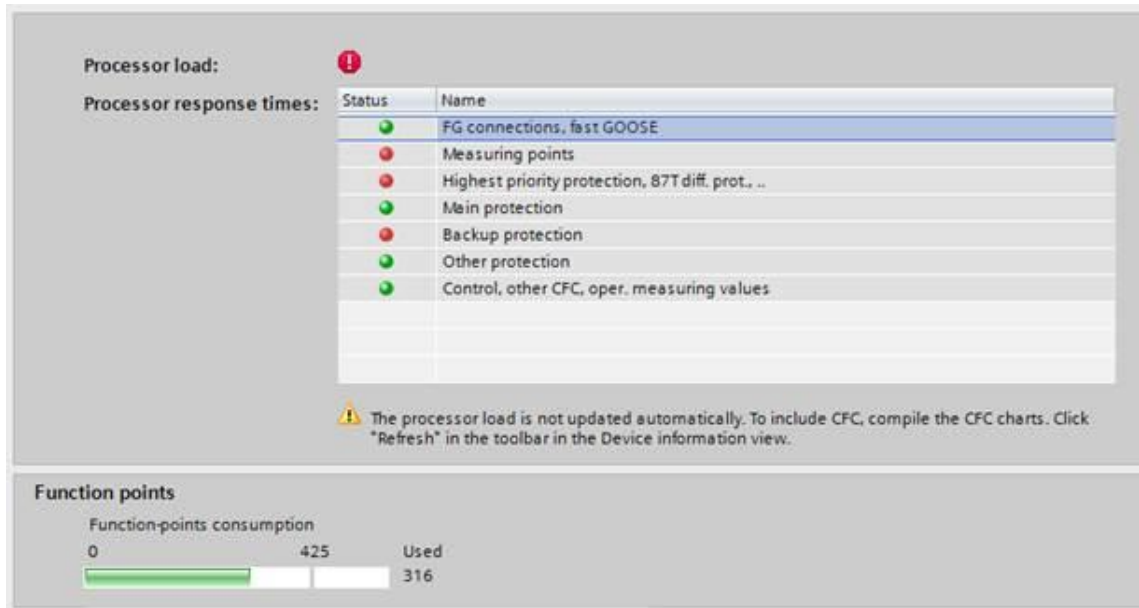 Processor load:
Processor response times:
Status Name
FG connections, fast GOOSE
Measuring points
Highest priority protection, 87T diff. prot., ..
Main protection
Backup protection
Other protection
Control, other CFC, oper. measuring values
The processor load is not updated automatically. To include CFC, compile the CFC charts. Click
"Refresh" in the toolbar in the Device information view.
Function points
Function-points consumption
0 425 Used
316